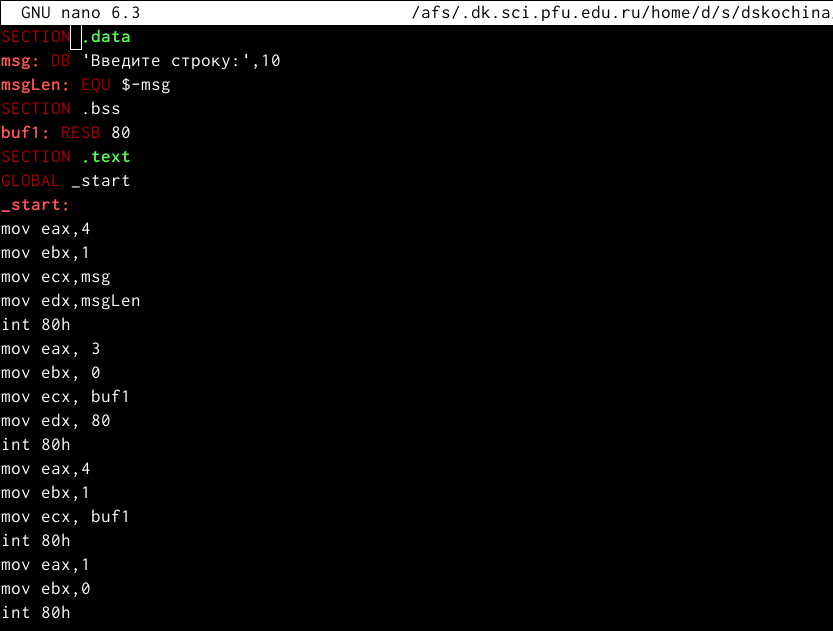 GNU nano 6.3 /afs/.dk.sci.pfu.edu.ru/home/d/s/dskochina
SECTION .data
msg: DB 'Введите строку:',10
msgLen: EQU $-msg
SECTION .bss
buf1: RESB 80
SECTION .text
GLOBAL _start
_start:
mov eax,4
mov ebx,1
mov ecx,msg
mov edx,msgLen
int 80h
mov eax, 3
mov ebx, 0
mov ecx, buf1
mov edx, 80
int 80h
mov eax,4
mov ebx,1
mov ecx, buf1
int 80h
mov eax,1
mov ebx,0
int 80h